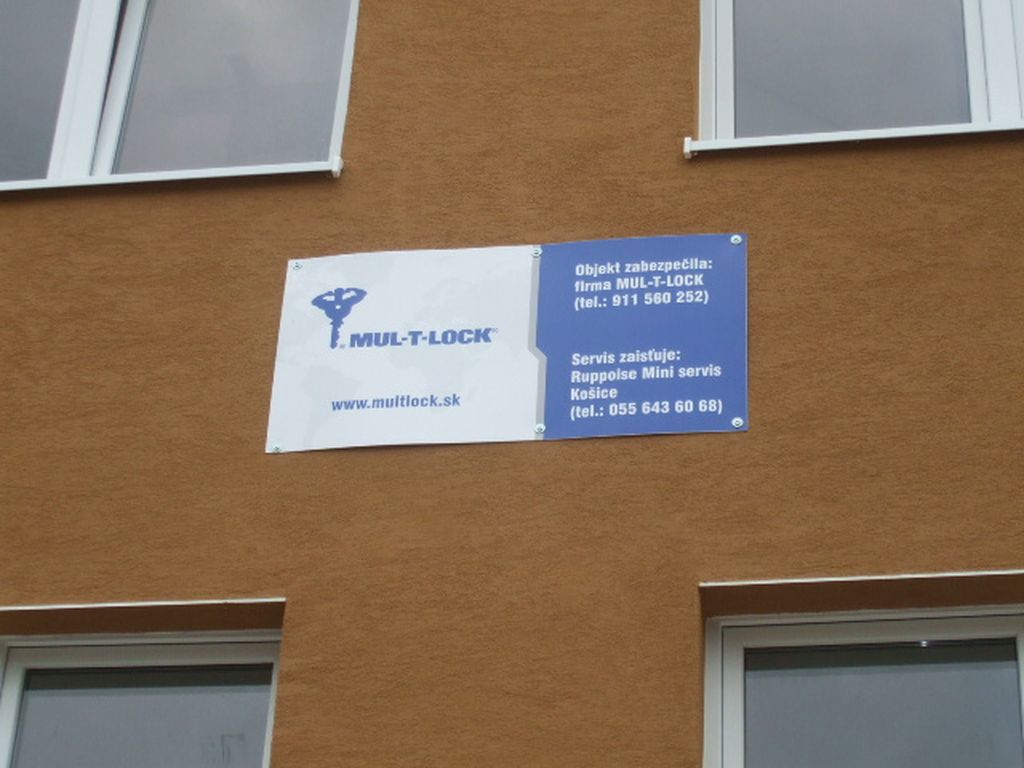 MUL-T-LOCK®
www.multlock.sk
Objekt zabezpečila:
firma MUL-T-LOCK
(tel.: 911 560 252)
Servis zaisťuje:
Ruppolse Mini servis
Košice
(tel.: 055 643 60 68)